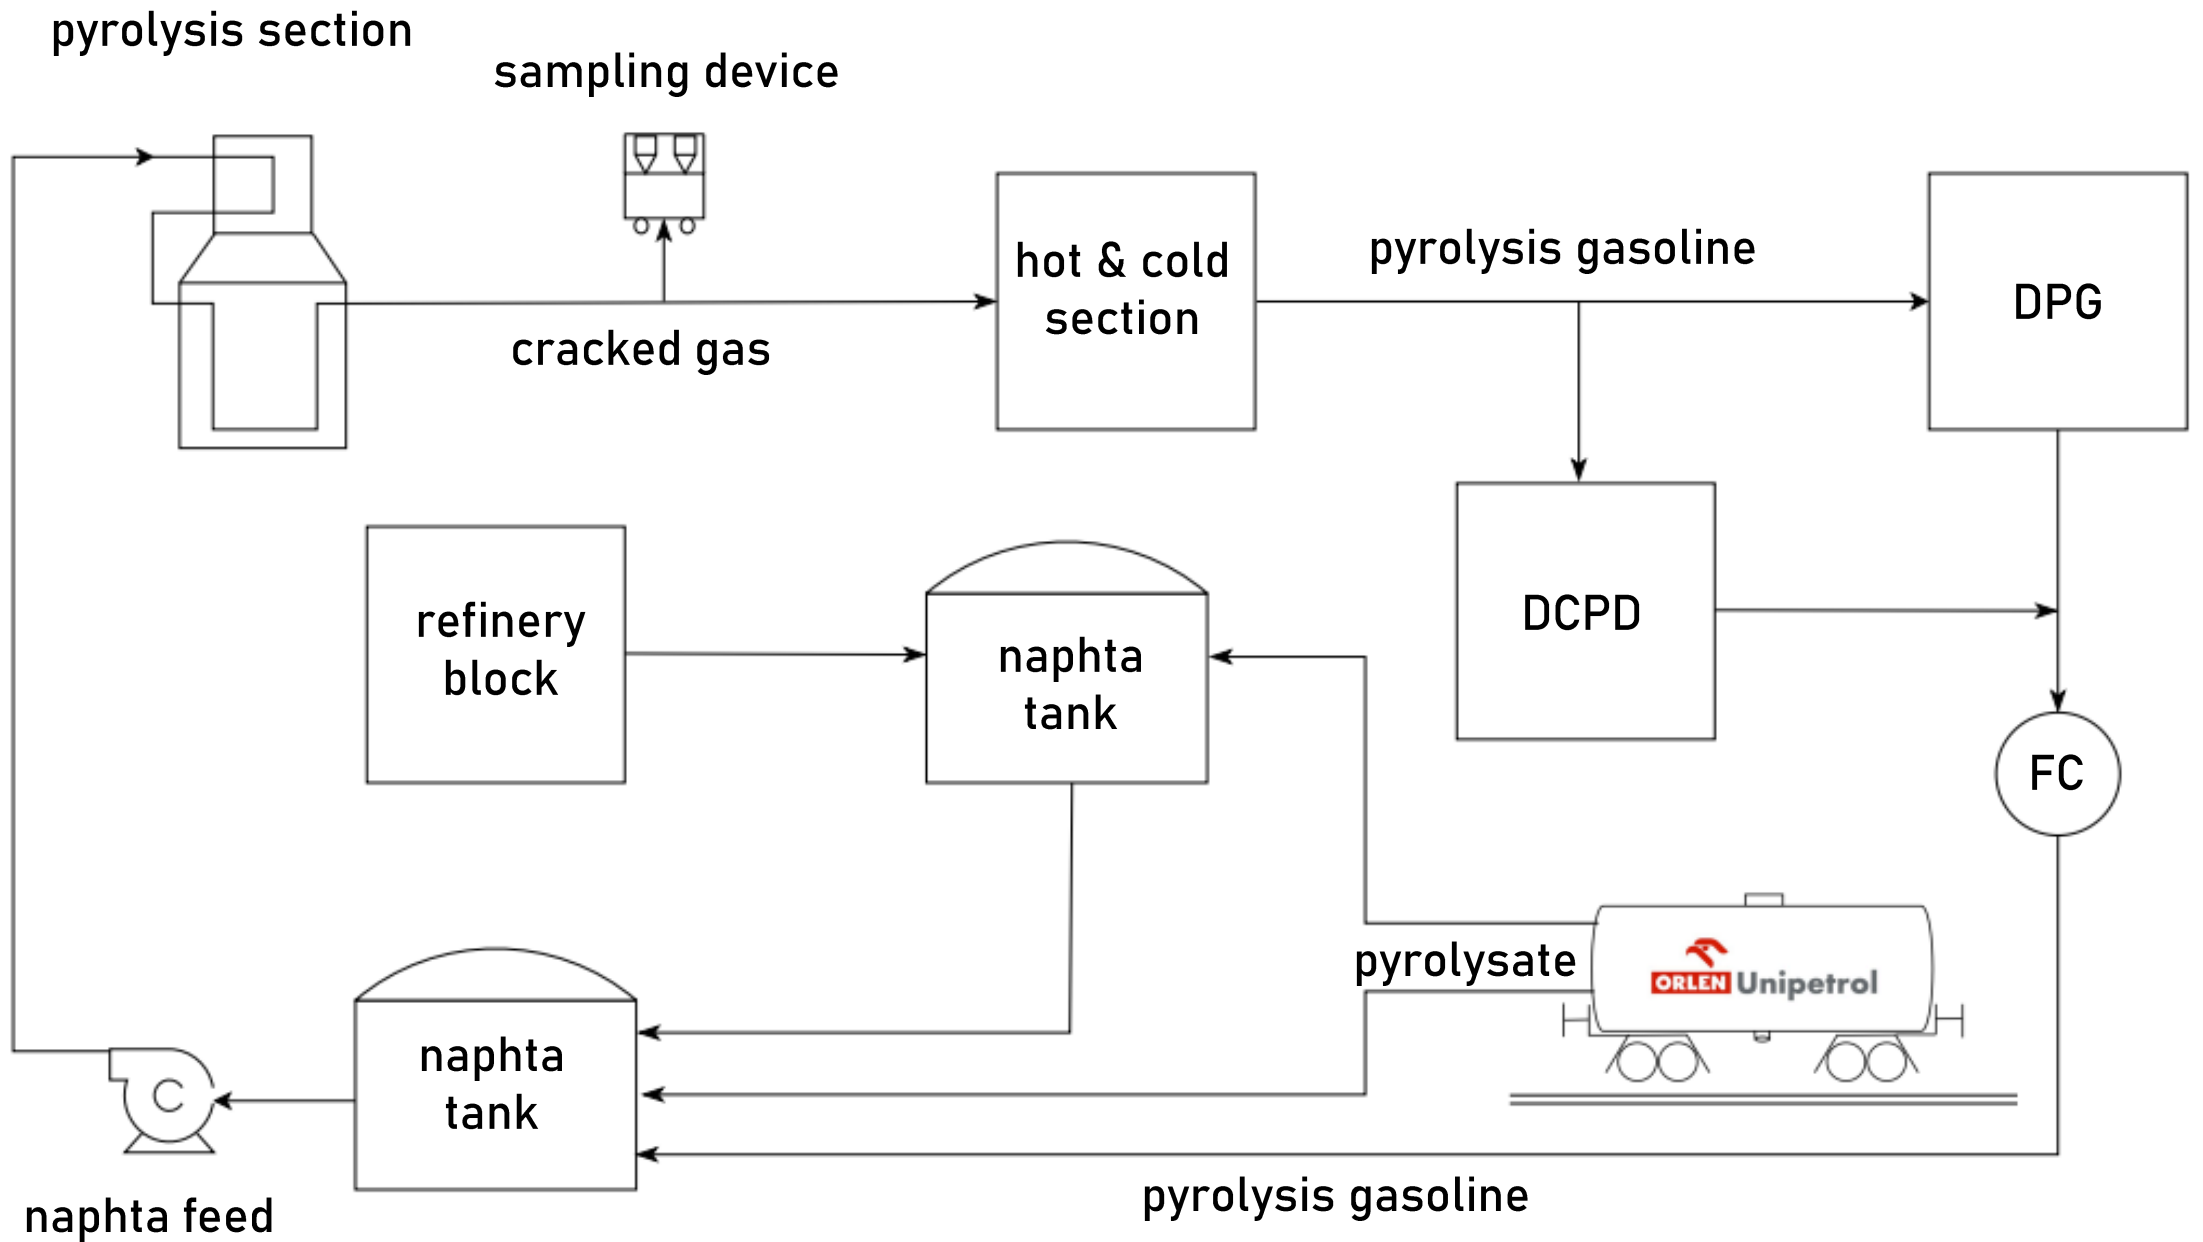 pyrolysis section
sampling device
hot & cold
section
pyrolysis gasoline
DPG
cracked gas
refinery
block
naphta
tank
DCPD
FC
pyrolysate
ORLEN Unipetrol
naphta
tank
C
pyrolysis gasoline
naphta feed